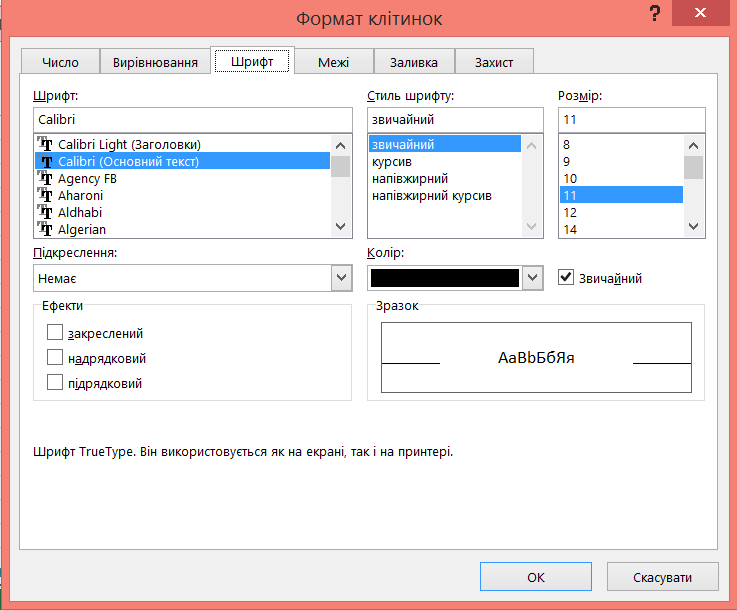 Формат клітинок
?
Число Вирівнювання Шрифт Межі Заливка Захист
Шрифт: Стиль шрифту: Розмір:
Calibri звичайний 11
Calibri Light (Заголовки) звичайний 8
Calibri (Основний текст) курсив 9
Agency FB напівжирний 10
Aharoni напівжирний курсив 11
Aldhabi 12
Algerian 14
Підкреслення: Колір:
Немає Звичайний
Ефекти Зразок
закреслений
надрядковий АаВbБбЯя
підрядковий
Шрифт TrueType. Він використовується як на екрані, так і на принтері.
ОК Скасувати